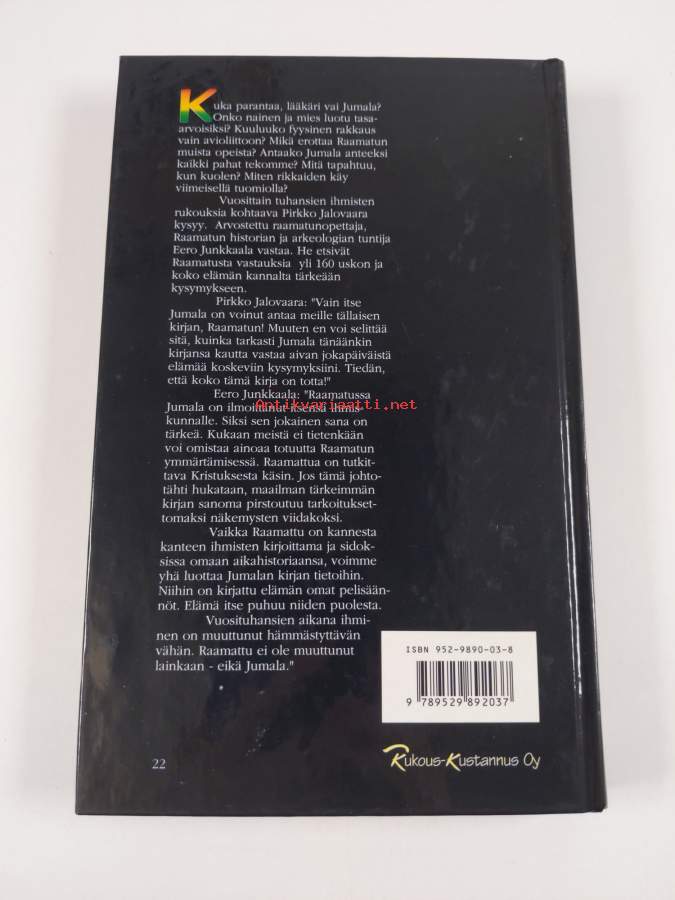 Kuka parantaa, lääkäri vai Jumala?
Onko nainen ja mies luotu tasa-
arvoisiksi? Kuuluuko fyysinen rakkaus
vain avioliittoon? Mikä erottaa Raamatun
muista opeista? Antaako Jumala anteeksi
kaikki pahat tekomme? Mitä tapahtuu,
kun kuolen? Miten rikkaiden käy
viimeisellä tuomiolla?
Vuosittain tuhansien ihmisten
rukouksia kohtaava Pirkko Jalovaara
kysyy. Arvostettu raamatunopettaja,
Raamatun historian ja arkeologian tuntija
Eero Junkkaala vastaa. He etsivät
Raamatusta vastauksia yli 160 uskon ja
koko elämän kannalta tärkeään
kysymykseen.
Pirkko Jalovaara: "Vain itse
Jumala on voinut antaa meille tällaisen
kirjan, Raamatun! Muuten en voi selittää
sitä, kuinka tarkasti Jumala tänäänkin
kirjansa kautta vastaa aivan jokapäiväistä
elämää koskeviin kysymyksiini. Tiedän,
että koko tämä kirja on totta!"
Eero Junkkaala: "Raamatussa
Antikvariaatti.net
Jumala on ilmoittanut itsensä ihmis-
kunnalle. Siksi sen jokainen sana on
tärkeä. Kukaan meistä ei tietenkään
voi omistaa ainoaa totuutta Raamatun
ymmärtämisessä. Raamattua on tutkit-
tava Kristuksesta käsin. Jos tämä johto-
tähti hukataan, maailman tärkeimmän
kirjan sanoma pirstoutuu tarkoitukset-
tomaksi näkemysten viidakoksi.
Vaikka Raamattu on kannesta
kanteen ihmisten kirjoittama ja sidok-
sissa omaan aikahistoriaansa, voimme
yhä luottaa Jumalan kirjan tietoihin.
Niihin on kirjattu elämän omat pelisään-
nöt. Elämä itse puhuu niiden puolesta.
Vuosituhansien aikana ihmi-
nen on muuttunut hämmästyttävän
vähän. Raamattu ei ole muuttunut
lainkaan - eikä Jumala."
ISBN 952-9890-03-8
9 789529 892037
22
Rukous-Kustannus Oy